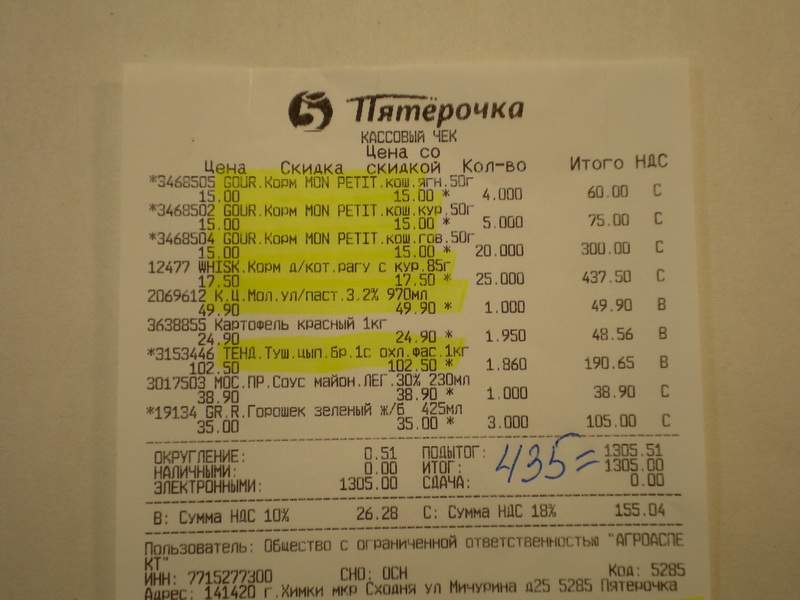 5 Пятёрочка
КАССОВЫЙ ЧЕК
Цена со
Цена Скидка скидкой Кол-во Итого НДС
*3468505 GOUR.Корм MON PETIT.кош.ягн.50г
15.00 15.00 * 4.000 60.00 C
*3468502 GOUR.Корм MON PETIT.кош.кур.50г
15.00 15.00 * 5.000 75.00 C
*3468504 GOUR.Корм MON PETIT.кош.гов.50г
15.00 15.00 * 20.000 300.00 C
12477 WHISK.Корм д/кот.рагу с кур.85г
17.50 17.50 * 25.000 437.50 C
2069612 К.Ц.Мол.ул/паст.3.2% 970мл
49.90 49.90 * 1.000 49.90 B
3638855 Картофель красный 1кг
24.90 24.90 * 1.950 48.56 B
*3153446 ТЕНД.Туш.цып.бр.1с охл.фас.1кг
102.50 102.50 * 1.860 190.65 B
3017503 МОС.ПР.Соус майон.ЛЕГ.30% 230мл
38.90 38.90 * 1.000 38.90 C
*19134 GR.R.Горошек зеленый ж/б 425мл
35.00 35.00 * 3.000 105.00 C
ОКРУГЛЕНИЕ: 0.51 ПОДЫТОГ: 1305.51
НАЛИЧНЫМИ: 0.00 ИТОГ: 435= 1305.00
ЭЛЕКТРОННЫМИ: 1305.00 СДАЧА: 0.00
B: Сумма НДС 10% 26.28 C: Сумма НДС 18% 155.04
Пользователь: Общество с ограниченной ответственностью "АГРОАСПЕ
КТ"
ИНН: 7715277300 СНО: ОСН Код: 5285
Адрес: 141420 г.Химки мкр Сходня ул Мичурина д25 5285 Пятерочка